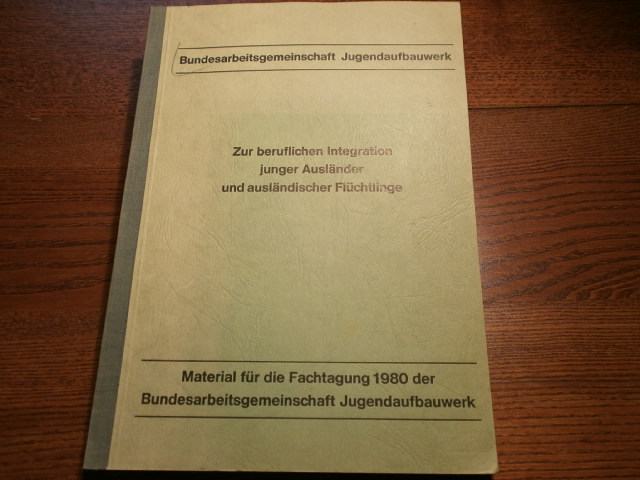 Bundesarbeitsgemeinschaft Jugendaufbauwerk
Zur beruflichen Integration
junger Ausländer
und ausländischer Flüchtlinge
Material für die Fachtagung 1980 der
Bundesarbeitsgemeinschaft Jugendaufbauwerk